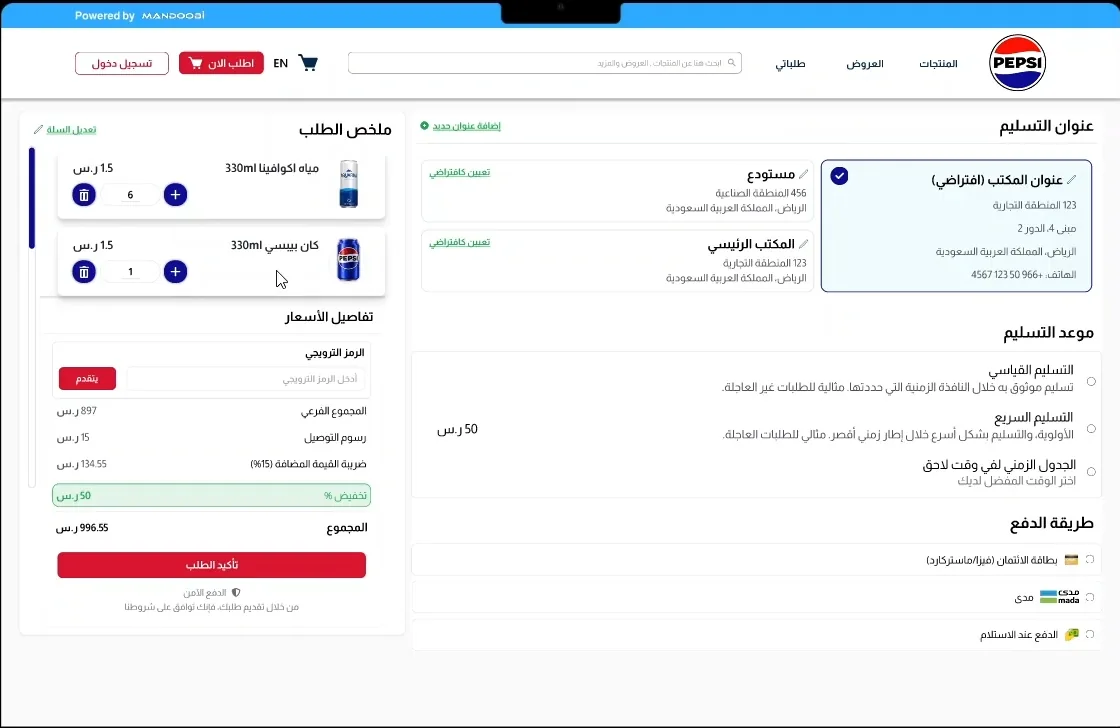 Powered by MANDOOBI
PEPSI
المنتجات
العروض
طلباتي
ابحث هنا عن المنتجات ..العروض والمزيد
EN
اطلب الان
تسجيل دخول
عنوان التسليم
إضافة عنوان جديد
عنوان المكتب (افتراضي)
123 المنطقة التجارية
مبنى 4، الدور 2
الرياض، المملكة العربية السعودية
الهاتف: +966 50 123 4567
مستودع
تعيين كافتراضي
456 المنطقة الصناعية
الرياض، المملكة العربية السعودية
المكتب الرئيسي
تعيين كافتراضي
123 المنطقة التجارية
الرياض، المملكة العربية السعودية
موعد التسليم
التسليم القياسي
تسليم موثوق به خلال النافذة الزمنية التي حددتها. مثالية للطلبات غير العاجلة.
التسليم السريع
الأولوية، والتسليم بشكل أسرع خلال إطار زمني أقصر. مثالي للطلبات العاجلة.
50 ر.س
الجدول الزمني لفي وقت لاحق
اختر الوقت المفضل لديك
طريقة الدفع
بطاقة الائتمان (فيزا/ماستركارد)
مدى mada
مدى
الدفع عند الاستلام
ملخص الطلب
تعديل السلة
مياه اكوافينا 330ml
1.5 ر.س
6
كان بيبسي 330ml
1.5 ر.س
PEPSI
1
تفاصيل الأسعار
الرمز الترويجي
أدخل الرمز الترويجي
يتقدم
المجموع الفرعي
897 ر.س
رسوم التوصيل
15 ر.س
ضريبة القيمة المضافة (15%)
134.55 ر.س
تخفيض %
50 ر.س
المجموع
996.55 ر.س
تأكيد الطلب
الدفع الآمن
من خلال تقديم طلبك، فإنك توافق على شروطنا